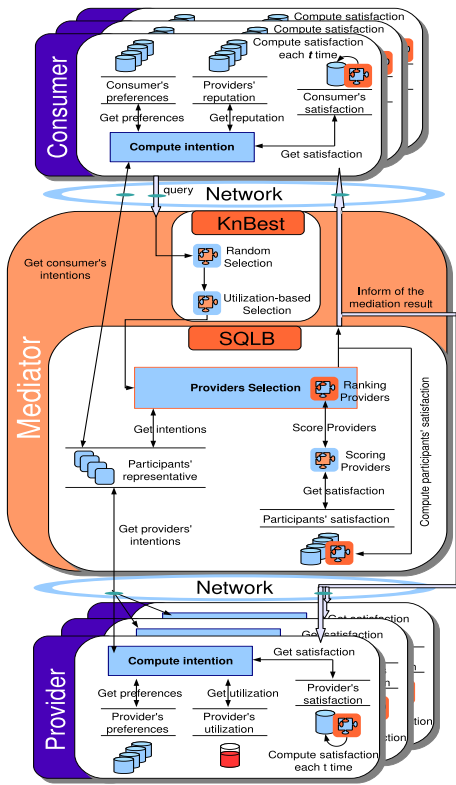 Compute satisfaction
Compute satisfaction
Compute satisfaction
each t time
Consumer
Consumer's
preferences
Providers'
reputation
Consumer's
satisfaction
Get preferences
Get reputation
Compute intention
Get satisfaction
query
Network
KnBest
Get consumer's
intentions
Random
Selection
Utilization-based
Selection
Inform of the
mediation result
Mediator
SQLB
Providers Selection
Ranking
Providers
Get intentions
Score Providers
Participants'
representative
Scoring
Providers
Get satisfaction
Participants' satisfaction
Compute participants' satisfaction
Get providers'
intentions
Network
Get satisfaction
Get satisfaction
Compute intention
Get satisfaction
Provider
Get preferences
Get utilization
Provider's
satisfaction
Provider's
preferences
Provider's
utilization
Compute satisfaction
each t time